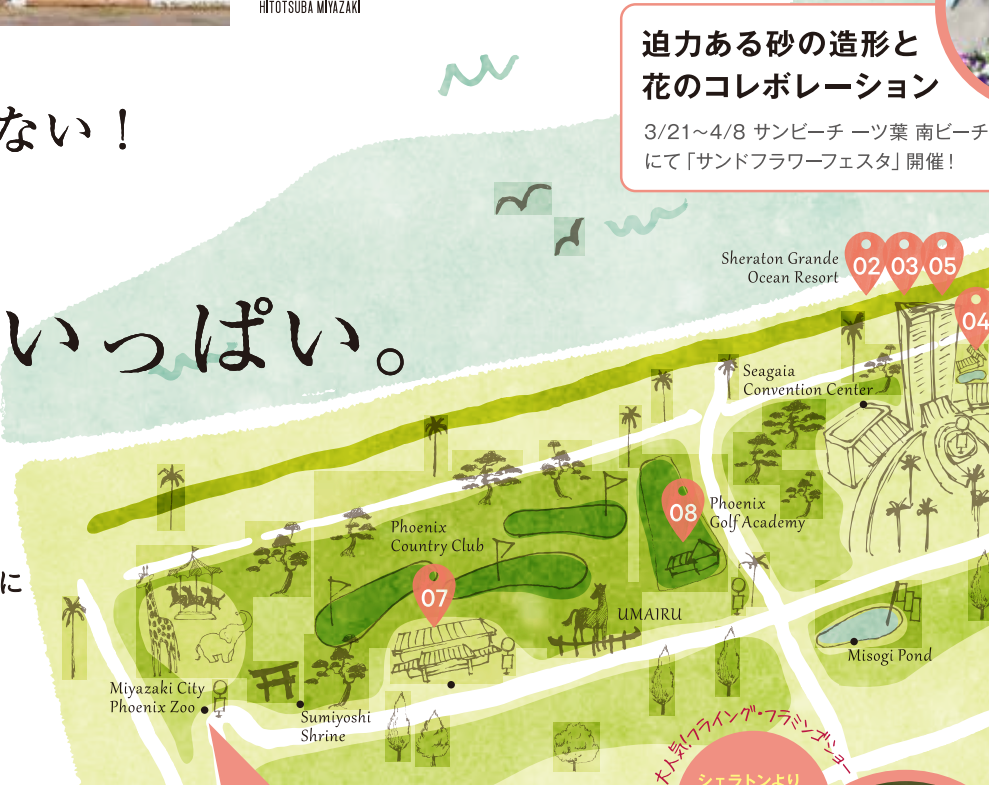 HITOTSUBA MIYAZAKI
迫力ある砂の造形と
花のコレボレーション
3/21〜4/8 サンビーチ 一ツ葉 南ビーチ
にて「サンドフラワーフェスタ」開催！
ない！
いっぱい。
に
Sheraton Grande
Ocean Resort
02 03 05
04
Seagaia
Convention Center
Phoenix
Country Club
08
Phoenix
Golf Academy
07
UMAIRU
Misogi Pond
Miyazaki City
Phoenix Zoo
Sumiyoshi
Shrine
大人気！フライング・フラミンゴショー
シェラトンより